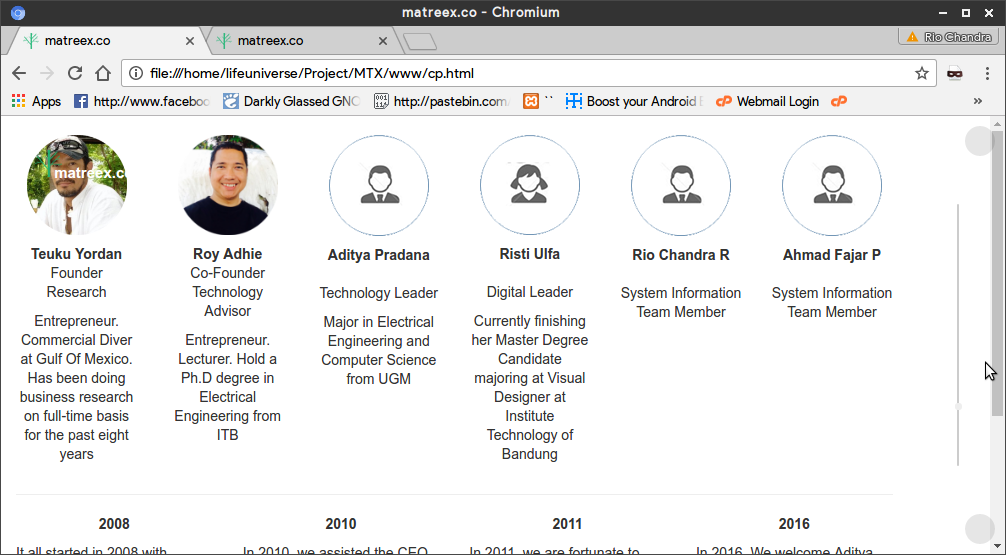 matreex.co - Chromium
matreex.co
matreex.co
Rio Chandra
file:///home/lifeuniverse/Project/MTX/www/cp.html
Apps
http://www.faceboo
Darkly Glassed GNO
http://pastebin.com/
``
Boost your Android E
Webmail Login
»
Teuku Yordan
Founder
Research
Entrepreneur.
Commercial Diver
at Gulf Of Mexico.
Has been doing
business research
on full-time basis
for the past eight
years
Roy Adhie
Co-Founder
Technology
Advisor
Entrepreneur.
Lecturer. Hold a
Ph.D degree in
Electrical
Engineering from
ITB
Aditya Pradana
Technology Leader
Major in Electrical
Engineering and
Computer Science
from UGM
Risti Ulfa
Digital Leader
Currently finishing
her Master Degree
Candidate
majoring at Visual
Designer at
Institute
Technology of
Bandung
Rio Chandra R
System Information
Team Member
Ahmad Fajar P
System Information
Team Member
2008
It all started in 2008 with
2010
In 2010, we assisted the CEO
2011
In 2011, we are fortunate to
2016
In 2016, We welcome Aditya